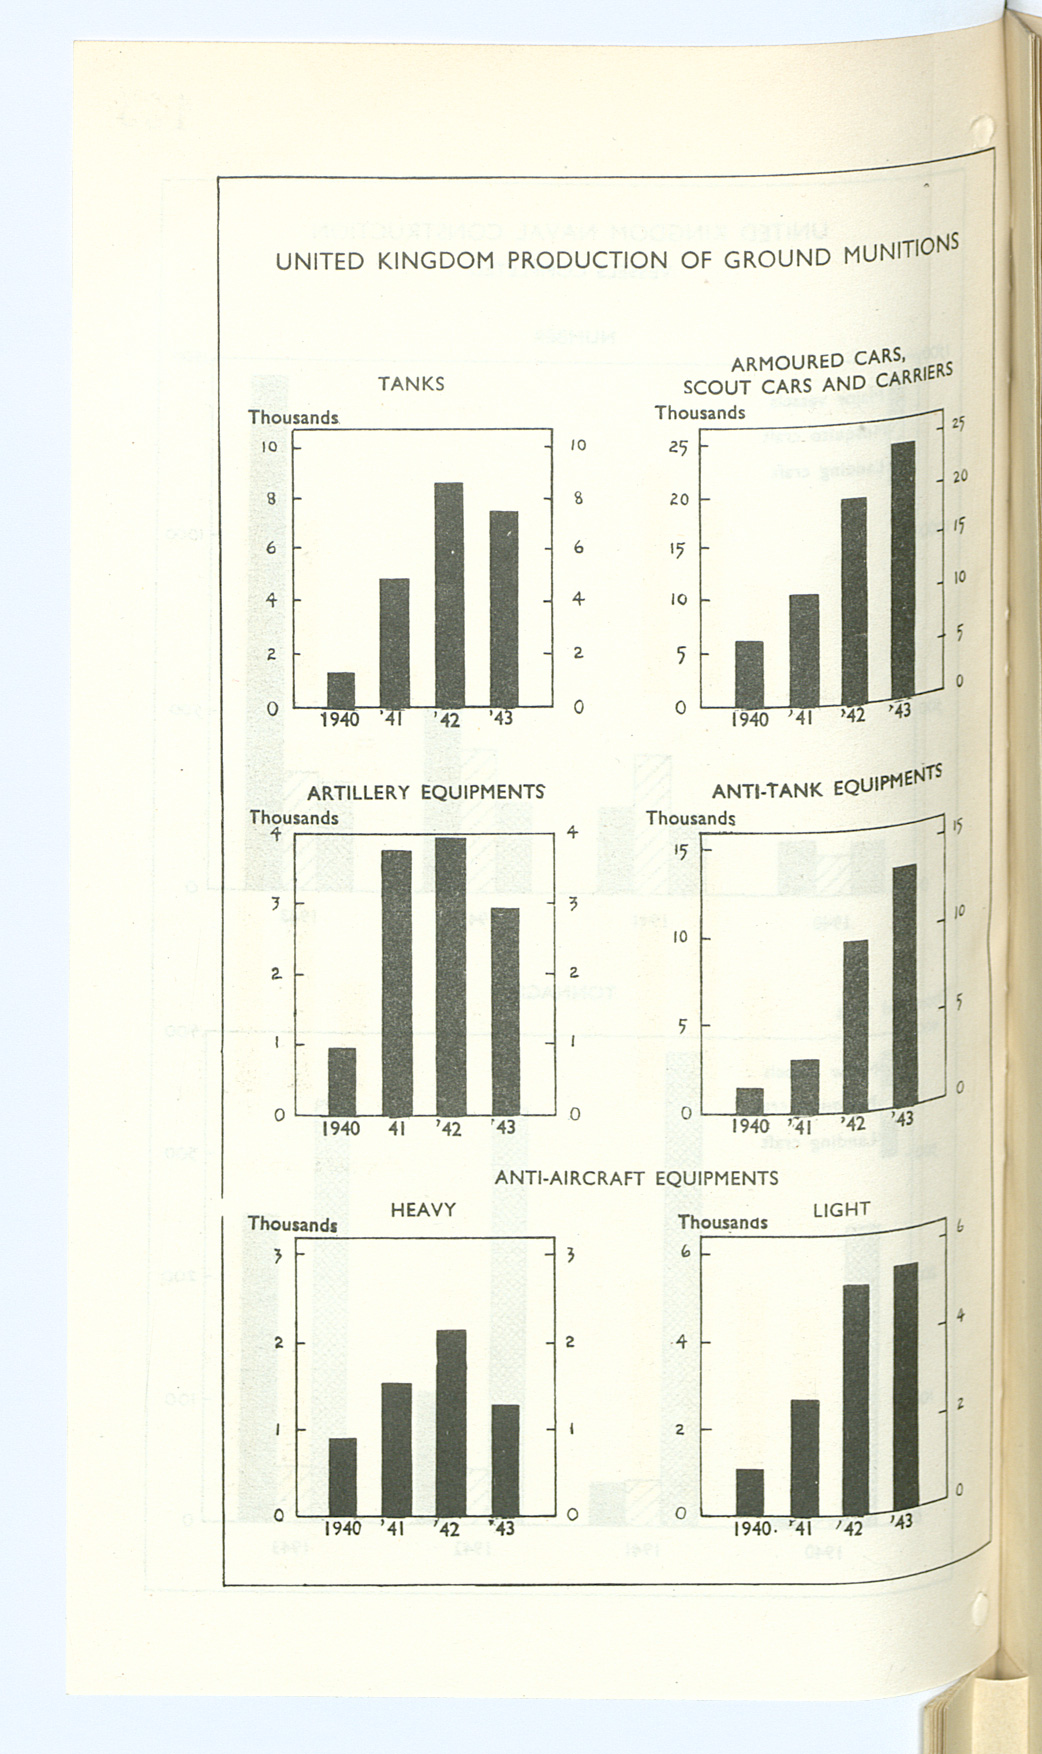 UNITED KINGDOM PRODUCTION OF GROUND MUNITIONS
TANKS
Thousands
10 10
8 8
6 6
4 4
2 2
0 0
1940 '41 '42 '43
ARMOURED CARS,
SCOUT CARS AND CARRIERS
Thousands
25 25
20 20
15 15
10 10
5 5
0 0
1940 '41 '42 '43
ARTILLERY EQUIPMENTS
Thousands
4 4
3 3
2 2
1 1
0 0
1940 41 '42 '43
ANTI-TANK EQUIPMENTS
Thousands
15 15
10 10
5 5
0 0
1940 '41 '42 '43
ANTI-AIRCRAFT EQUIPMENTS
HEAVY
Thousands
3 3
2 2
1 1
0 0
1940 '41 '42 '43
LIGHT
Thousands
6 6
4 4
2 2
0 0
1940. '41 '42 '43